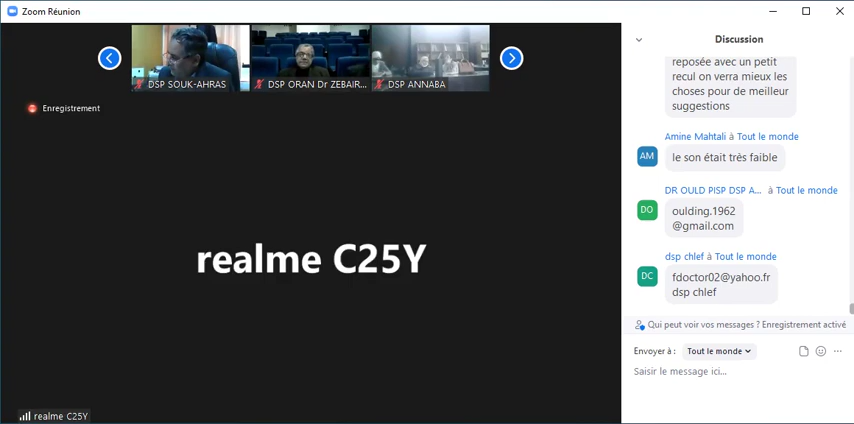 Zoom Réunion
DSP SOUK-AHRAS
DSP ORAN Dr ZEBAIR...
DSP ANNABA
Enregistrement
realme C25Y
realme C25Y
Discussion
reposée avec un petit
recul on verra mieux les
choses pour de meilleur
suggestions
Amine Mahtali à Tout le monde
AM
le son était très faible
DR OULD PISP DSP A... à Tout le monde
DO
oulding.1962
@gmail.com
dsp chlef à Tout le monde
DC
fdoctor02@yahoo.fr
dsp chlef
Qui peut voir vos messages ? Enregistrement activé
Envoyer à : Tout le monde
Saisir le message ici...